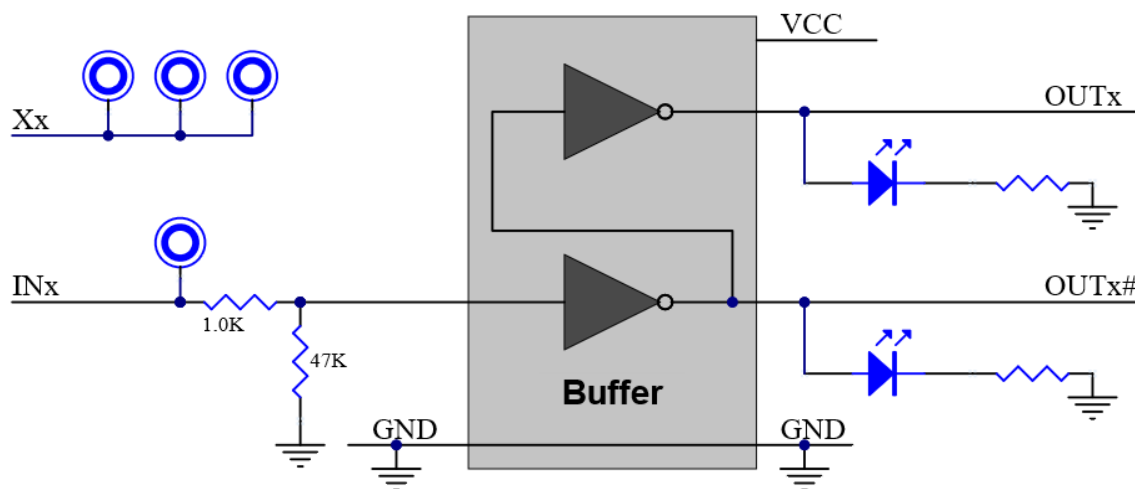 VCC
Xx
OUTx
INx
OUTx#
1.0K
47K
Buffer
GND
GND